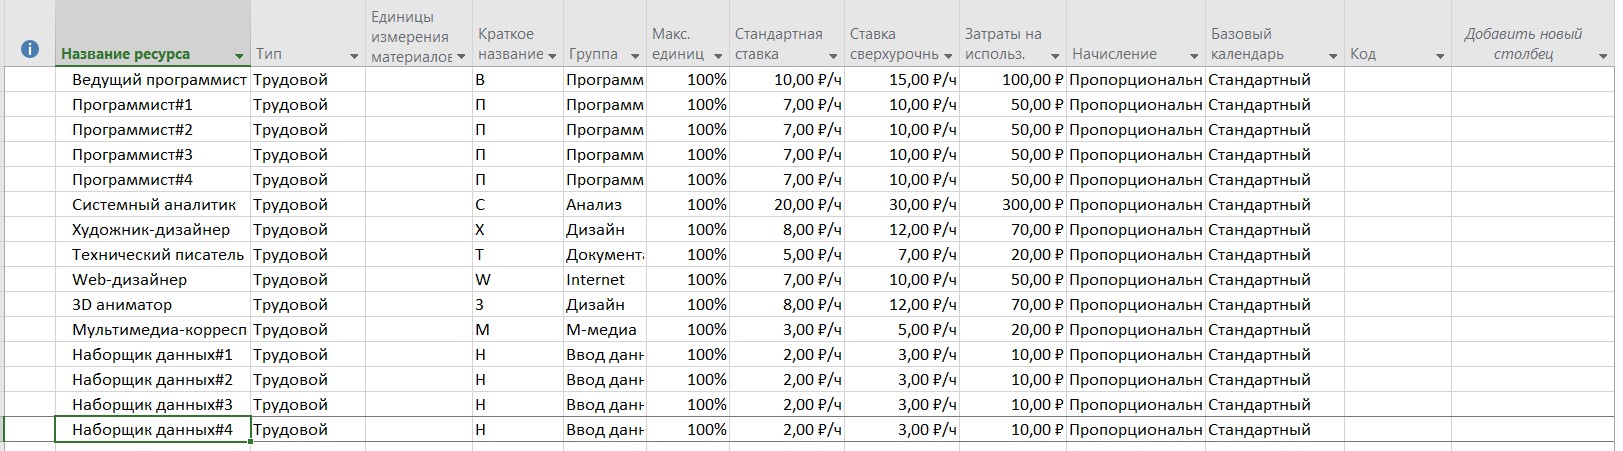 Название ресурса Тип Единицы измерения материалов Краткое название Группа Макс. единиц Стандартная ставка Ставка сверхурочнь Затраты на использ. Начисление Базовый календарь Код Добавить новый столбец
Ведущий программист Трудовой В Программ 100% 10,00 ₽/ч 15,00 ₽/ч 100,00 ₽ Пропорциональн Стандартный
Программист#1 Трудовой П Программ 100% 7,00 ₽/ч 10,00 ₽/ч 50,00 ₽ Пропорциональн Стандартный
Программист#2 Трудовой П Программ 100% 7,00 ₽/ч 10,00 ₽/ч 50,00 ₽ Пропорциональн Стандартный
Программист#3 Трудовой П Программ 100% 7,00 ₽/ч 10,00 ₽/ч 50,00 ₽ Пропорциональн Стандартный
Программист#4 Трудовой П Программ 100% 7,00 ₽/ч 10,00 ₽/ч 50,00 ₽ Пропорциональн Стандартный
Системный аналитик Трудовой С Анализ 100% 20,00 ₽/ч 30,00 ₽/ч 300,00 ₽ Пропорциональн Стандартный
Художник-дизайнер Трудовой Х Дизайн 100% 8,00 ₽/ч 12,00 ₽/ч 70,00 ₽ Пропорциональн Стандартный
Технический писатель Трудовой Т Документа 100% 5,00 ₽/ч 7,00 ₽/ч 20,00 ₽ Пропорциональн Стандартный
Web-дизайнер Трудовой W Internet 100% 7,00 ₽/ч 10,00 ₽/ч 50,00 ₽ Пропорциональн Стандартный
3D аниматор Трудовой 3 Дизайн 100% 8,00 ₽/ч 12,00 ₽/ч 70,00 ₽ Пропорциональн Стандартный
Мультимедиа-корресп Трудовой М М-медиа 100% 3,00 ₽/ч 5,00 ₽/ч 20,00 ₽ Пропорциональн Стандартный
Наборщик данных#1 Трудовой Н Ввод данн 100% 2,00 ₽/ч 3,00 ₽/ч 10,00 ₽ Пропорциональн Стандартный
Наборщик данных#2 Трудовой Н Ввод данн 100% 2,00 ₽/ч 3,00 ₽/ч 10,00 ₽ Пропорциональн Стандартный
Наборщик данных#3 Трудовой Н Ввод данн 100% 2,00 ₽/ч 3,00 ₽/ч 10,00 ₽ Пропорциональн Стандартный
Наборщик данных#4 Трудовой Н Ввод данн 100% 2,00 ₽/ч 3,00 ₽/ч 10,00 ₽ Пропорциональн Стандартный